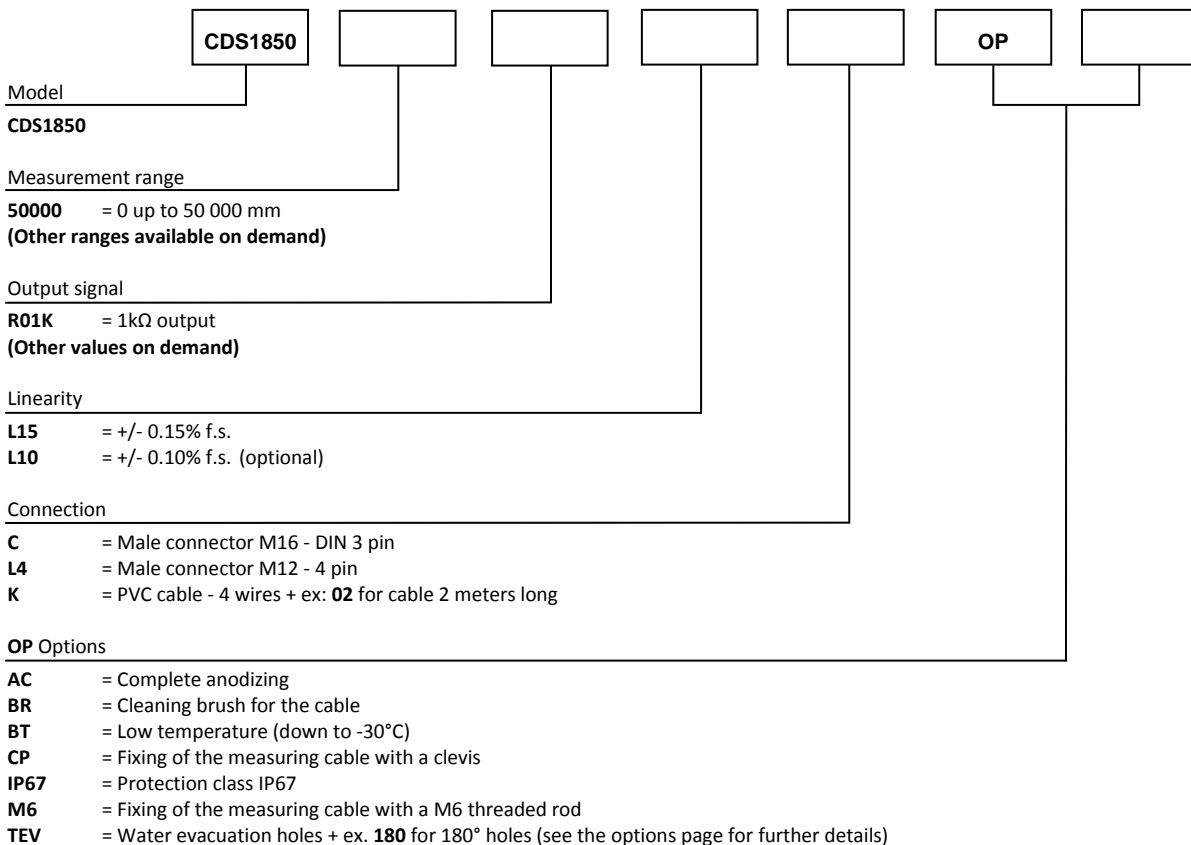 CDS1850 OP
Model
CDS1850
Measurement range
50000 = 0 up to 50 000 mm
(Other ranges available on demand)
Output signal
R01K = 1kΩ output
(Other values on demand)
Linearity
L15 = +/- 0.15% f.s.
L10 = +/- 0.10% f.s. (optional)
Connection
C = Male connector M16 - DIN 3 pin
L4 = Male connector M12 - 4 pin
K = PVC cable - 4 wires + ex: 02 for cable 2 meters long
OP Options
AC = Complete anodizing
BR = Cleaning brush for the cable
BT = Low temperature (down to -30°C)
CP = Fixing of the measuring cable with a clevis
IP67 = Protection class IP67
M6 = Fixing of the measuring cable with a M6 threaded rod
TEV = Water evacuation holes + ex. 180 for 180° holes (see the options page for further details)